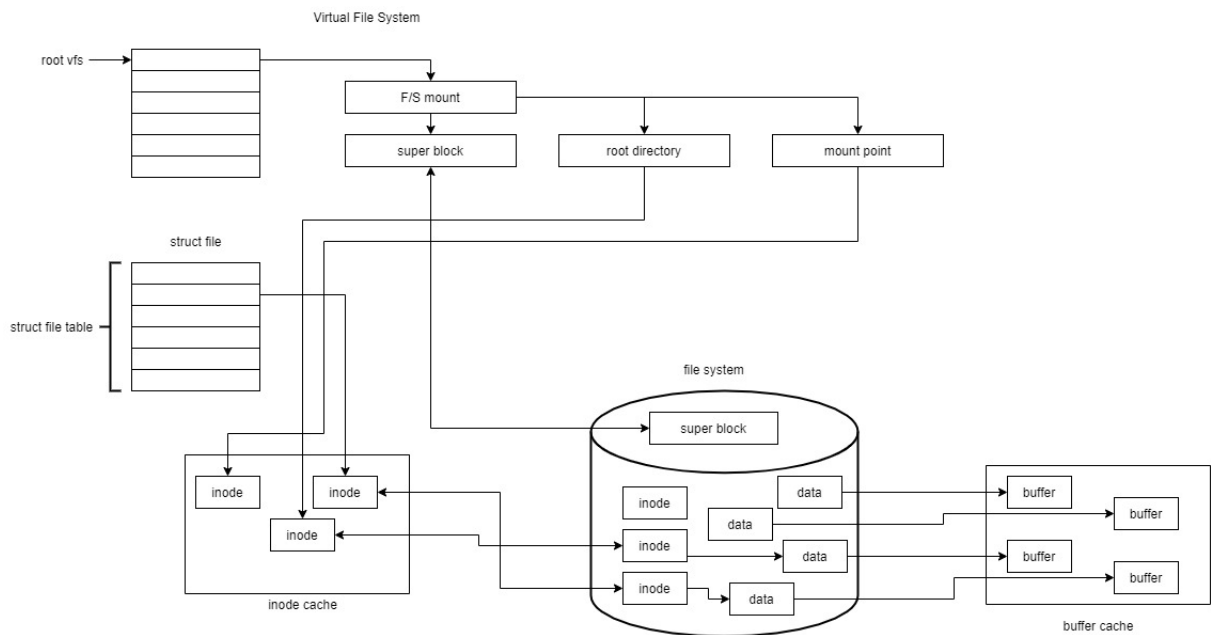 Virtual File System
root vfs
F/S mount
super block
root directory
mount point
struct file
struct file table
file system
super block
inode
inode
inode
inode cache
inode
inode
inode
data
data
data
data
buffer
buffer
buffer
buffer
buffer cache